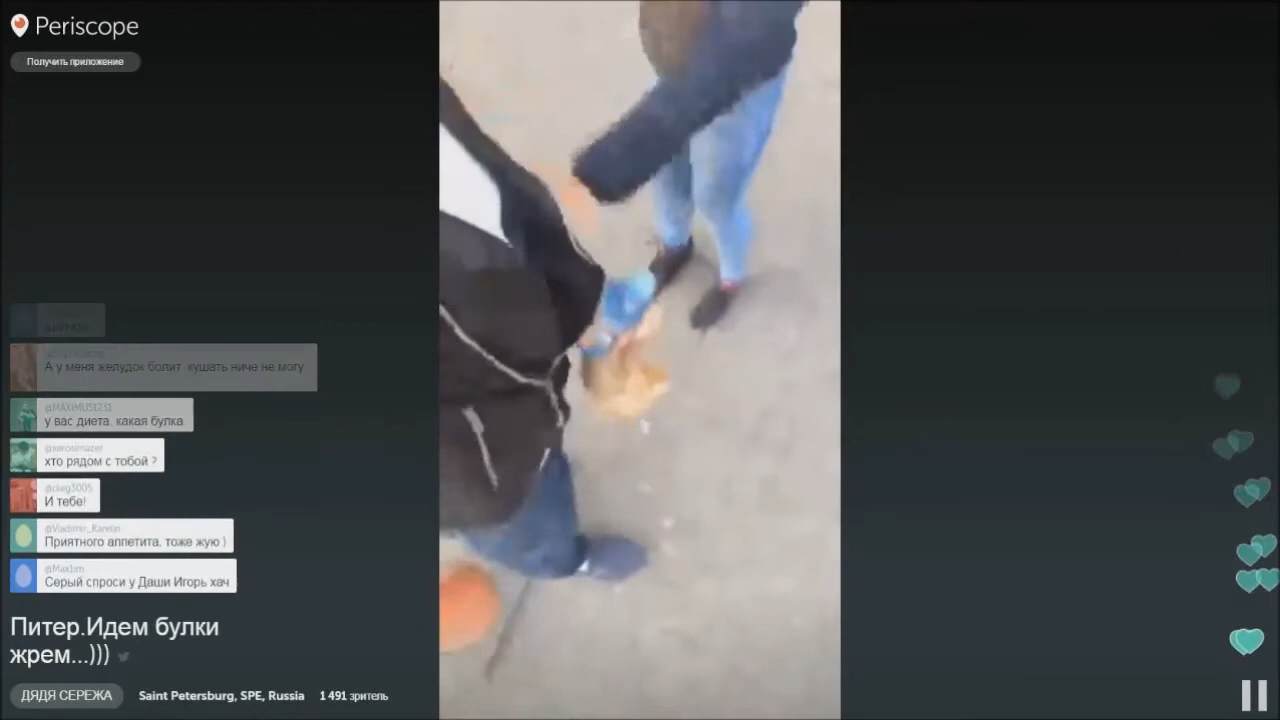 Periscope
Получить приложение
А у меня желудок болит кушать ниче не могу
@MAXIMUS1231
у вас диета. какая булка
@xerosimazer
хто рядом с тобой ?
@oleg3005
И тебе!
@Vladimir_Karelin
Приятного аппетита. тоже жую )
@Max1im
Серый спроси у Даши Игорь хач
Питер.Идем булки
жрем...)))
ДЯДЯ СЕРЕЖА Saint Petersburg, SPE, Russia 1 491 зритель